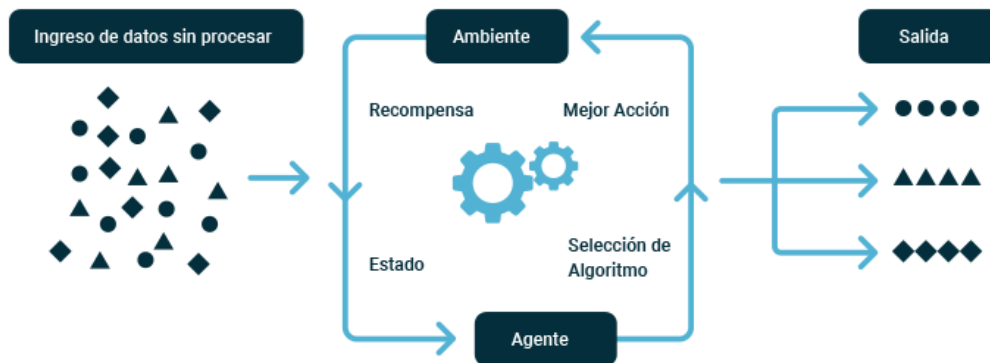 Ingreso de datos sin procesar
Ambiente
Salida
Recompensa
Mejor Acción
Estado
Selección de
Algoritmo
Agente